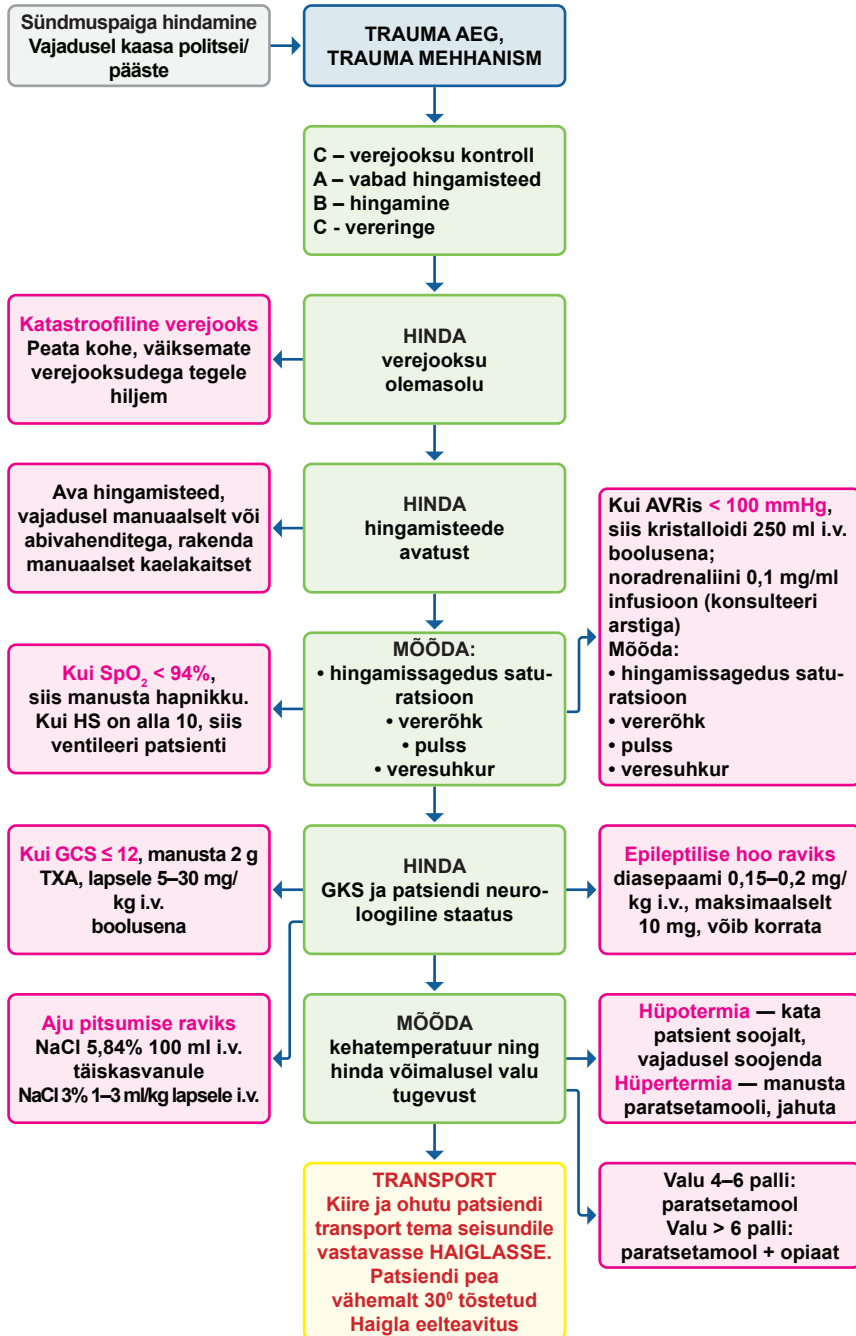 Sündmuspaiga hindamine
Vajadusel kaasa politsei/
pääste
TRAUMA AEG,
TRAUMA MEHHANISM
C – verejooksu kontroll
A – vabad hingamisteed
B – hingamine
C - vereringe
Katastroofiline verejooks
Peata kohe, väiksemate
verejooksudega tegele
hiljem
HINDA
verejooksu
olemasolu
Ava hingamisteed,
vajadusel manuaalselt või
abivahenditega, rakenda
manuaalset kaelakaitset
HINDA
hingamisteede
avatust
Kui AVRis < 100 mmHg,
siis kristalloidi 250 ml i.v.
boolusena;
noradrenaliini 0,1 mg/ml
infusioon (konsulteeri
arstiga)
Mõõda:
• hingamissagedus satu-
ratsioon
• vererõhk
• pulss
• veresuhkur
Kui SpO₂ < 94%,
siis manusta hapnikku.
Kui HS on alla 10, siis
ventileeri patsienti
MÕÕDA:
• hingamissagedus satu-
ratsioon
• vererõhk
• pulss
• veresuhkur
Kui GCS ≤ 12, manusta 2 g
TXA, lapsele 5–30 mg/
kg i.v.
boolusena
HINDA
GKS ja patsiendi neuro-
loogiline staatus
Epileptilise hoo raviks
diasepaami 0,15–0,2 mg/
kg i.v., maksimaalselt
10 mg, võib korrata
Aju pitsumise raviks
NaCl 5,84% 100 ml i.v.
täiskasvanule
NaCl 3% 1–3 ml/kg lapsele i.v.
MÕÕDA
kehatemperatuur ning
hinda võimalusel valu
tugevust
Hüpotermia — kata
patsient soojalt,
vajadusel soojenda
Hüpertermia — manusta
paratsetamooli, jahuta
TRANSPORT
Kiire ja ohutu patsiendi
transport tema seisundile
vastavasse HAIGLASSE.
Patsiendi pea
vähemalt 30⁰ tõstetud
Haigla eelteavitus
Valu 4–6 palli:
paratsetamool
Valu > 6 palli:
paratsetamool + opiaat